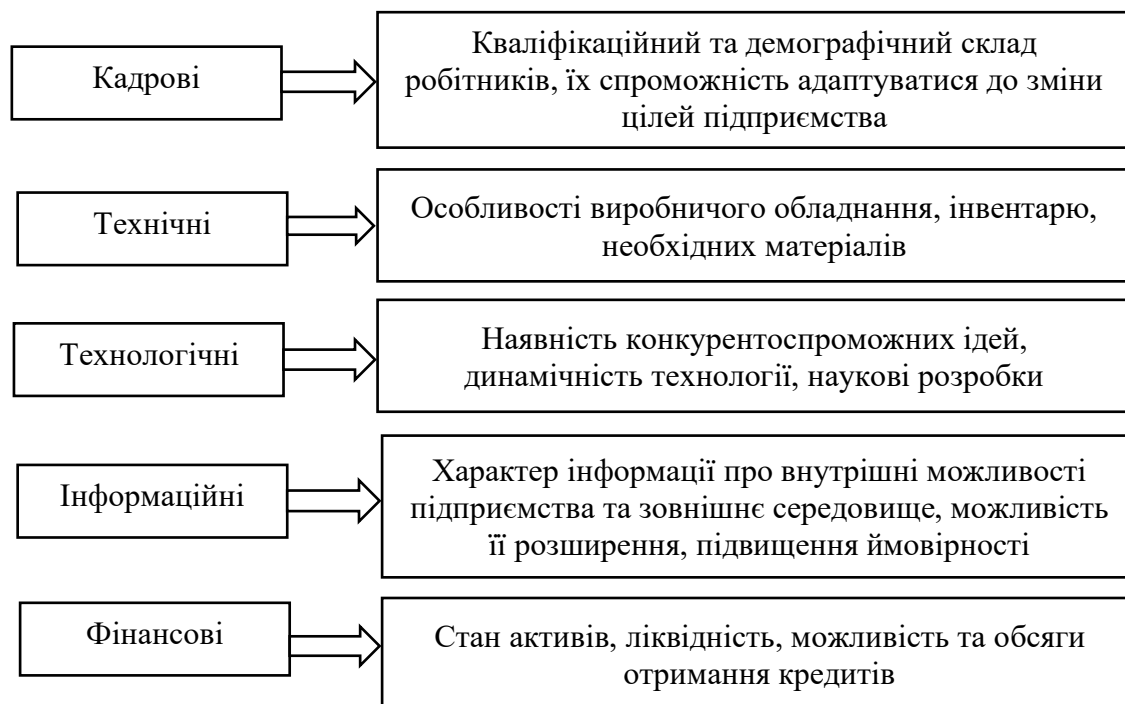 Кадрові
Кваліфікаційний та демографічний склад
робітників, їх спроможність адаптуватися до зміни
цілей підприємства
Технічні
Особливості виробничого обладнання, інвентарю,
необхідних матеріалів
Технологічні
Наявність конкурентоспроможних ідей,
динамічність технології, наукові розробки
Інформаційні
Характер інформації про внутрішні можливості
підприємства та зовнішнє середовище, можливість
її розширення, підвищення ймовірності
Фінансові
Стан активів, ліквідність, можливість та обсяги
отримання кредитів